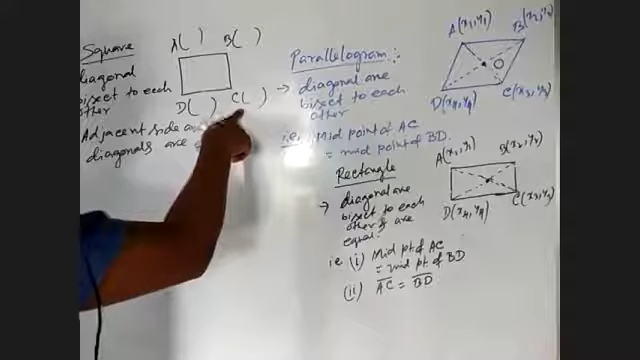 Square
A( ) B( )
D( ) C( )
diagonal
bisect to each
other
Adjacent side are
diagonals are
Parallelogram :-
→ diagonal are
bisect to each
other
i.e., Mid point of AC
= mid point of BD.
A(x₁,y₁) B(x₂,y₂)
O
D(x₄,y₄) C(x₃,y₃)
Rectangle
→ diagonal are
bisect to each
other & are
equal.
ie (i) Mid pt. of AC
= mid pt. of BD
(ii) AC = BD
A(x₁,y₁) B(x₂,y₂)
D(x₄,y₄) C(x₃,y₃)